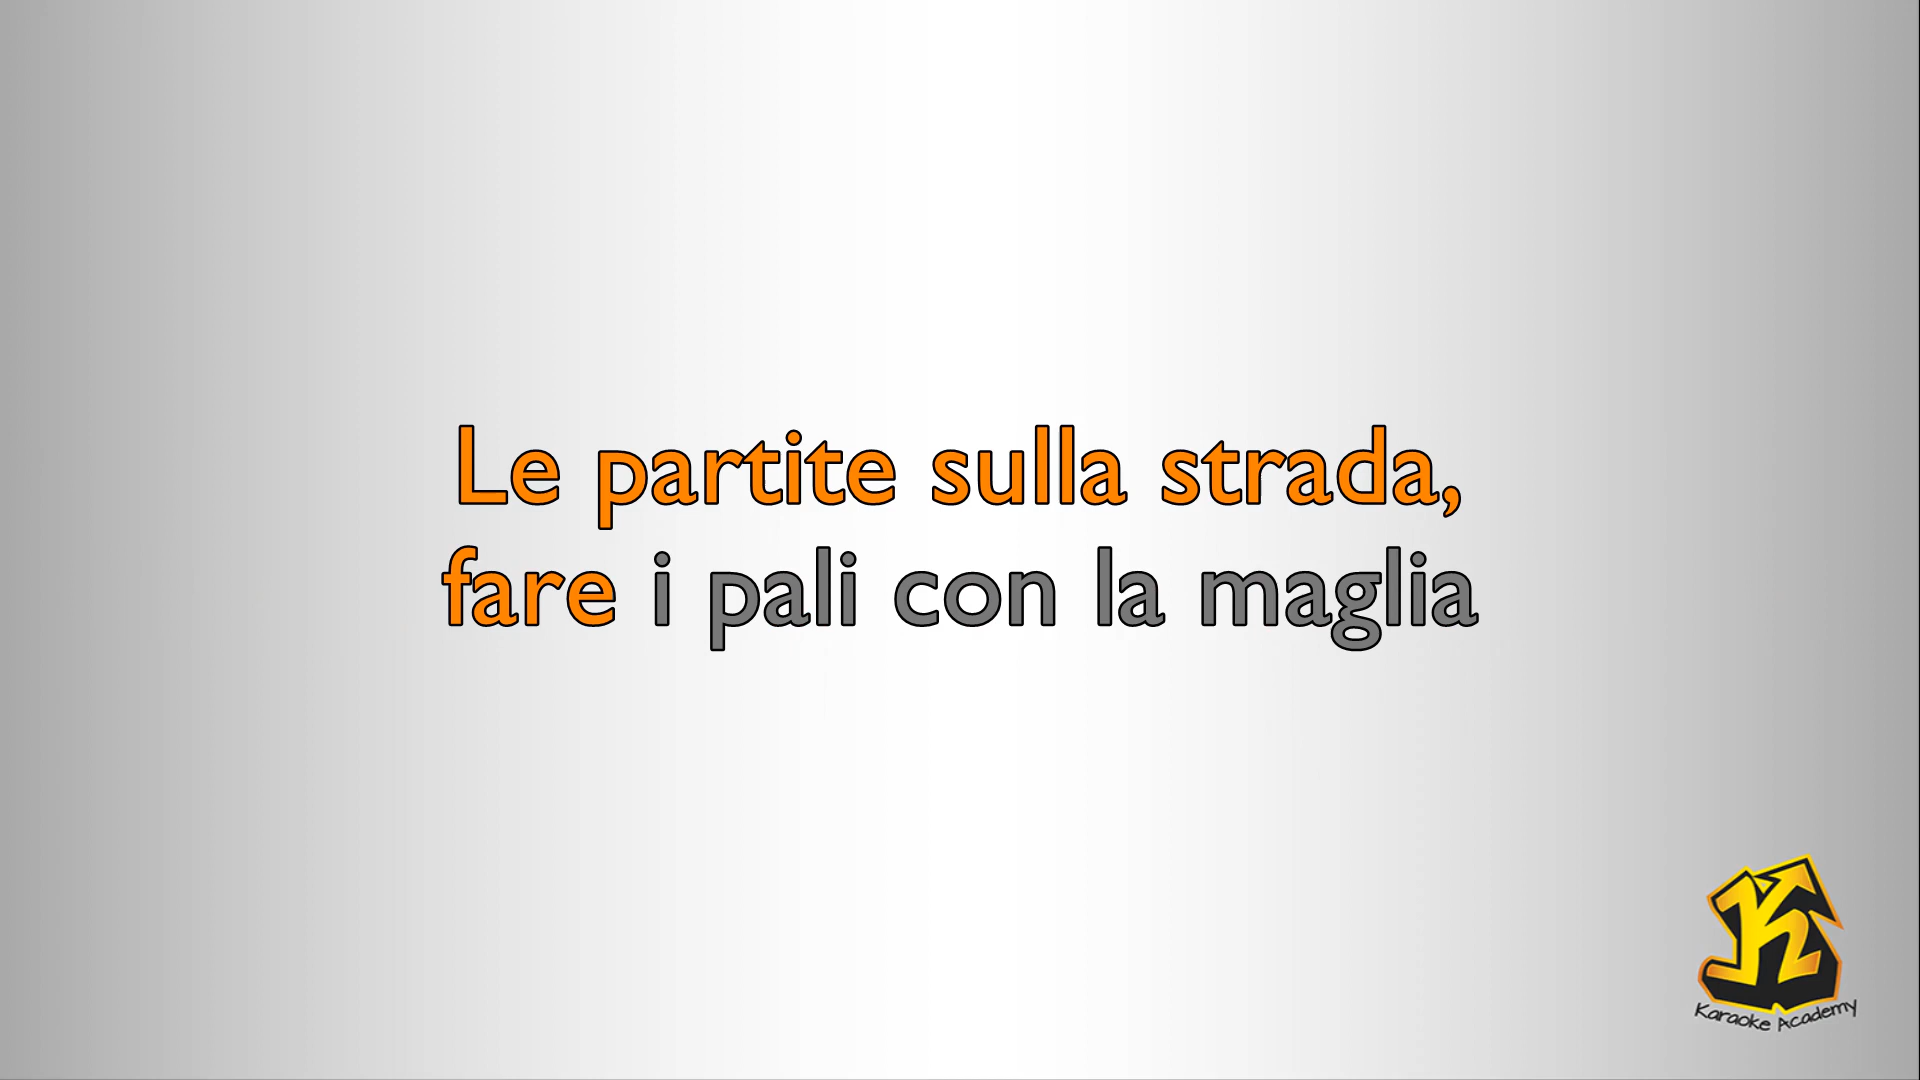 Le partite sulla strada,
fare i pali con la maglia
K
Karaoke Academy